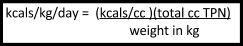 kcals/kg/day = (kcals/cc )(total cc TPN)
weight in kg